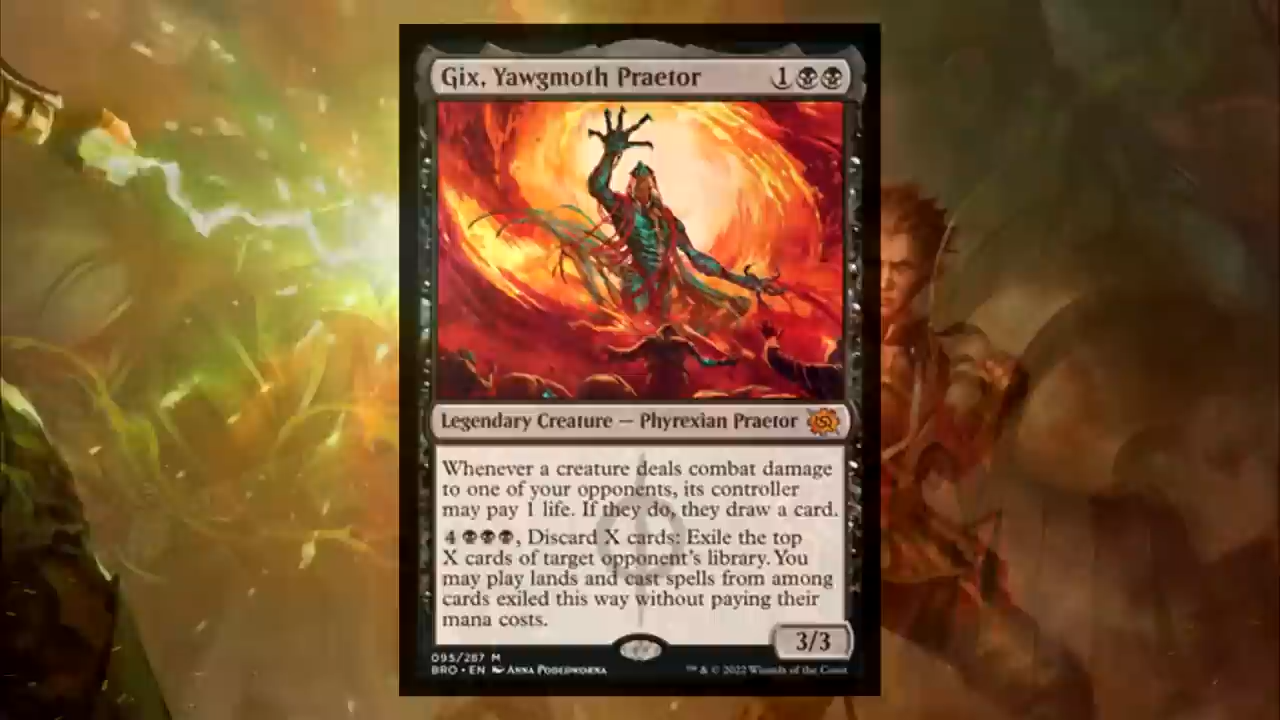 Gix, Yawgmoth Praetor 1
Legendary Creature — Phyrexian Praetor
Whenever a creature deals combat damage
to one of your opponents, its controller
may pay 1 life. If they do, they draw a card.
4 , Discard X cards: Exile the top
X cards of target opponent's library. You
may play lands and cast spells from among
cards exiled this way without paying their
mana costs.
3/3
095/287 M
BRO • EN Anna Podedworna
™ & © 2022 Wizards of the Coast